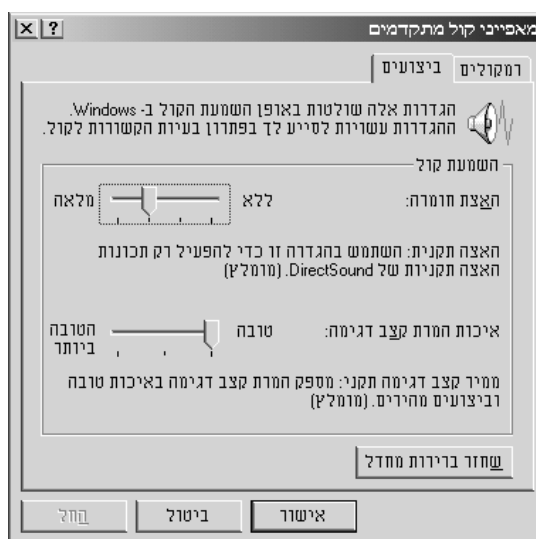 מאפייני קול מתקדמים
רמקולים
ביצועים
הגדרות אלה שולטות באופן השמעת הקול ב- Windows.
ההגדרות עשויות לסייע לך בפתרון בעיות הקשורות לקול.
השמעת קול
האצת חומרה: ללא מלאה
האצה תקנית: השתמש בהגדרה זו כדי להפעיל רק תכונות
האצה תקניות של DirectSound. (מומלץ)
איכות המרת קצב דגימה: טובה הטובה
ביותר
ממיר קצב דגימה תקני: מספק המרת קצב דגימה באיכות טובה
וביצועים מהירים. (מומלץ)
שחזר ברירות מחדל
אישור ביטול החל